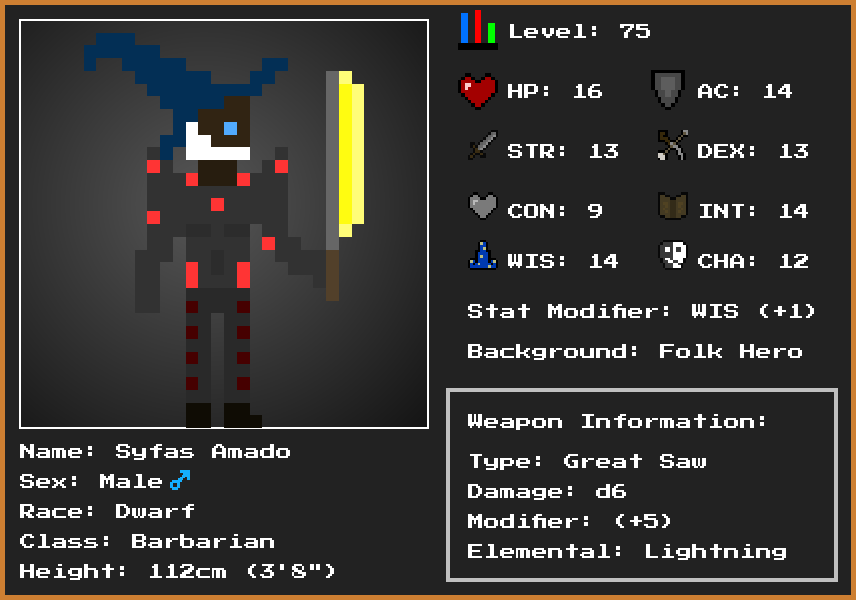 Level: 75
HP: 16 AC: 14
STR: 13 DEX: 13
CON: 9 INT: 14
WIS: 14 CHA: 12
Stat Modifier: WIS (+1)
Background: Folk Hero
Weapon Information:
Type: Great Saw
Damage: d6
Modifier: (+5)
Elemental: Lightning
Name: Syfas Amado
Sex: Male ♂
Race: Dwarf
Class: Barbarian
Height: 112cm (3'8")